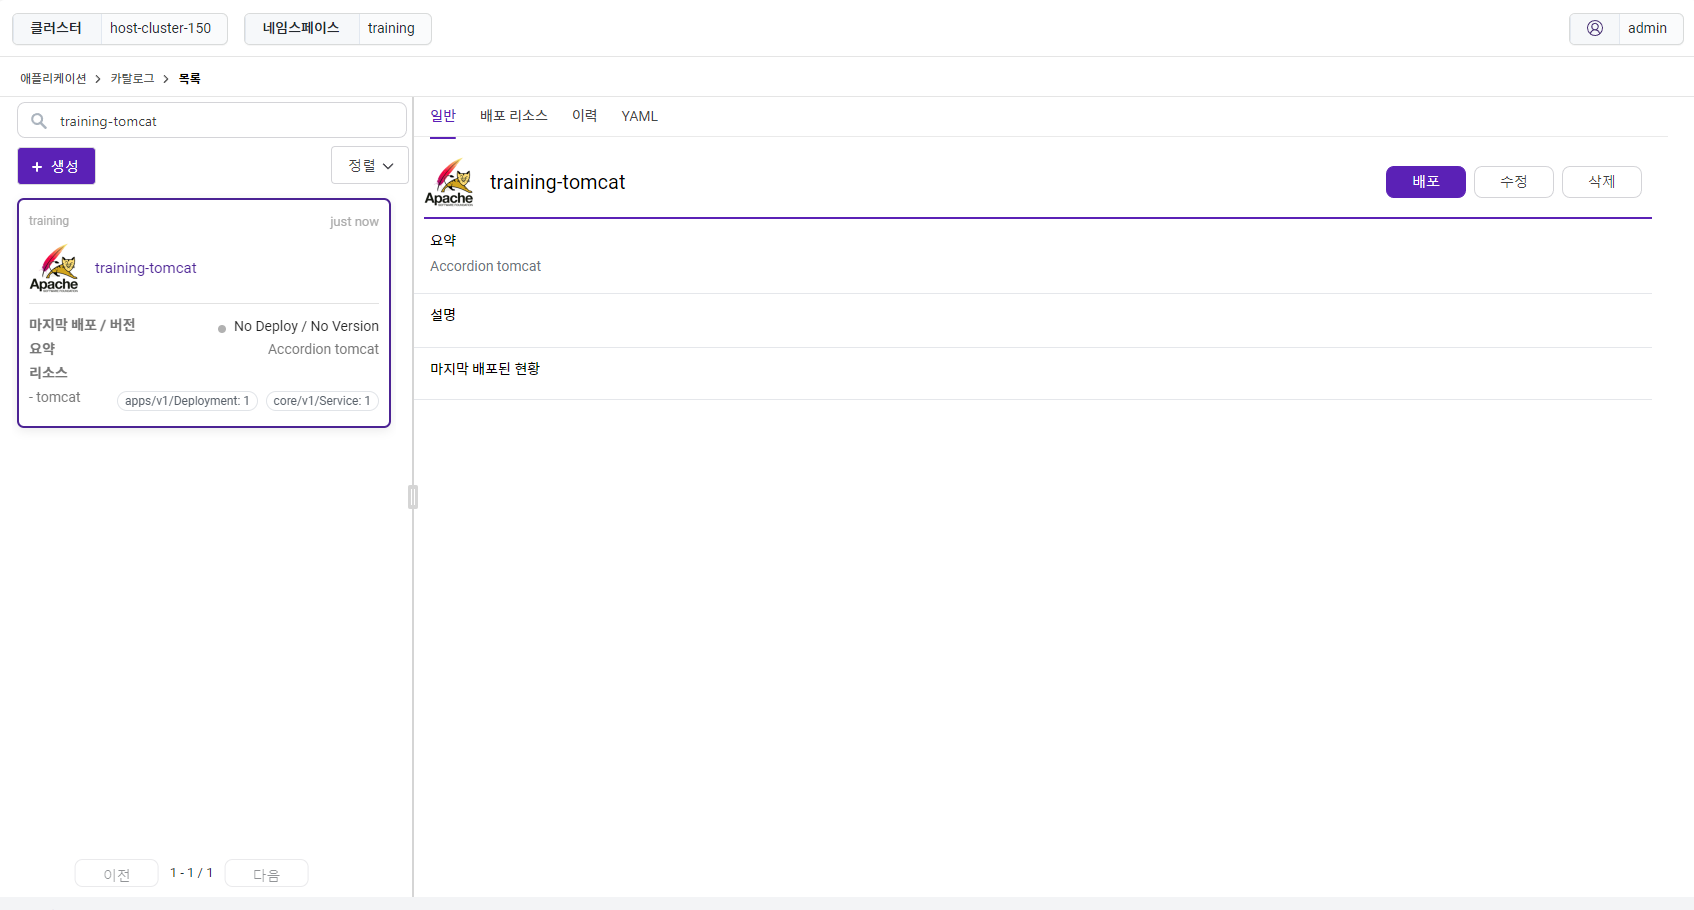 클러스터 host-cluster-150 네임스페이스 training admin
애플리케이션 > 카탈로그 > 목록
training-tomcat
+ 생성 정렬
training just now
Apache
training-tomcat
마지막 배포 / 버전 No Deploy / No Version
요약 Accordion tomcat
리소스
- tomcat apps/v1/Deployment: 1 core/v1/Service: 1
이전 1 - 1 / 1 다음
일반 배포 리소스 이력 YAML
Apache
training-tomcat 배포 수정 삭제
요약
Accordion tomcat
설명
마지막 배포된 현황